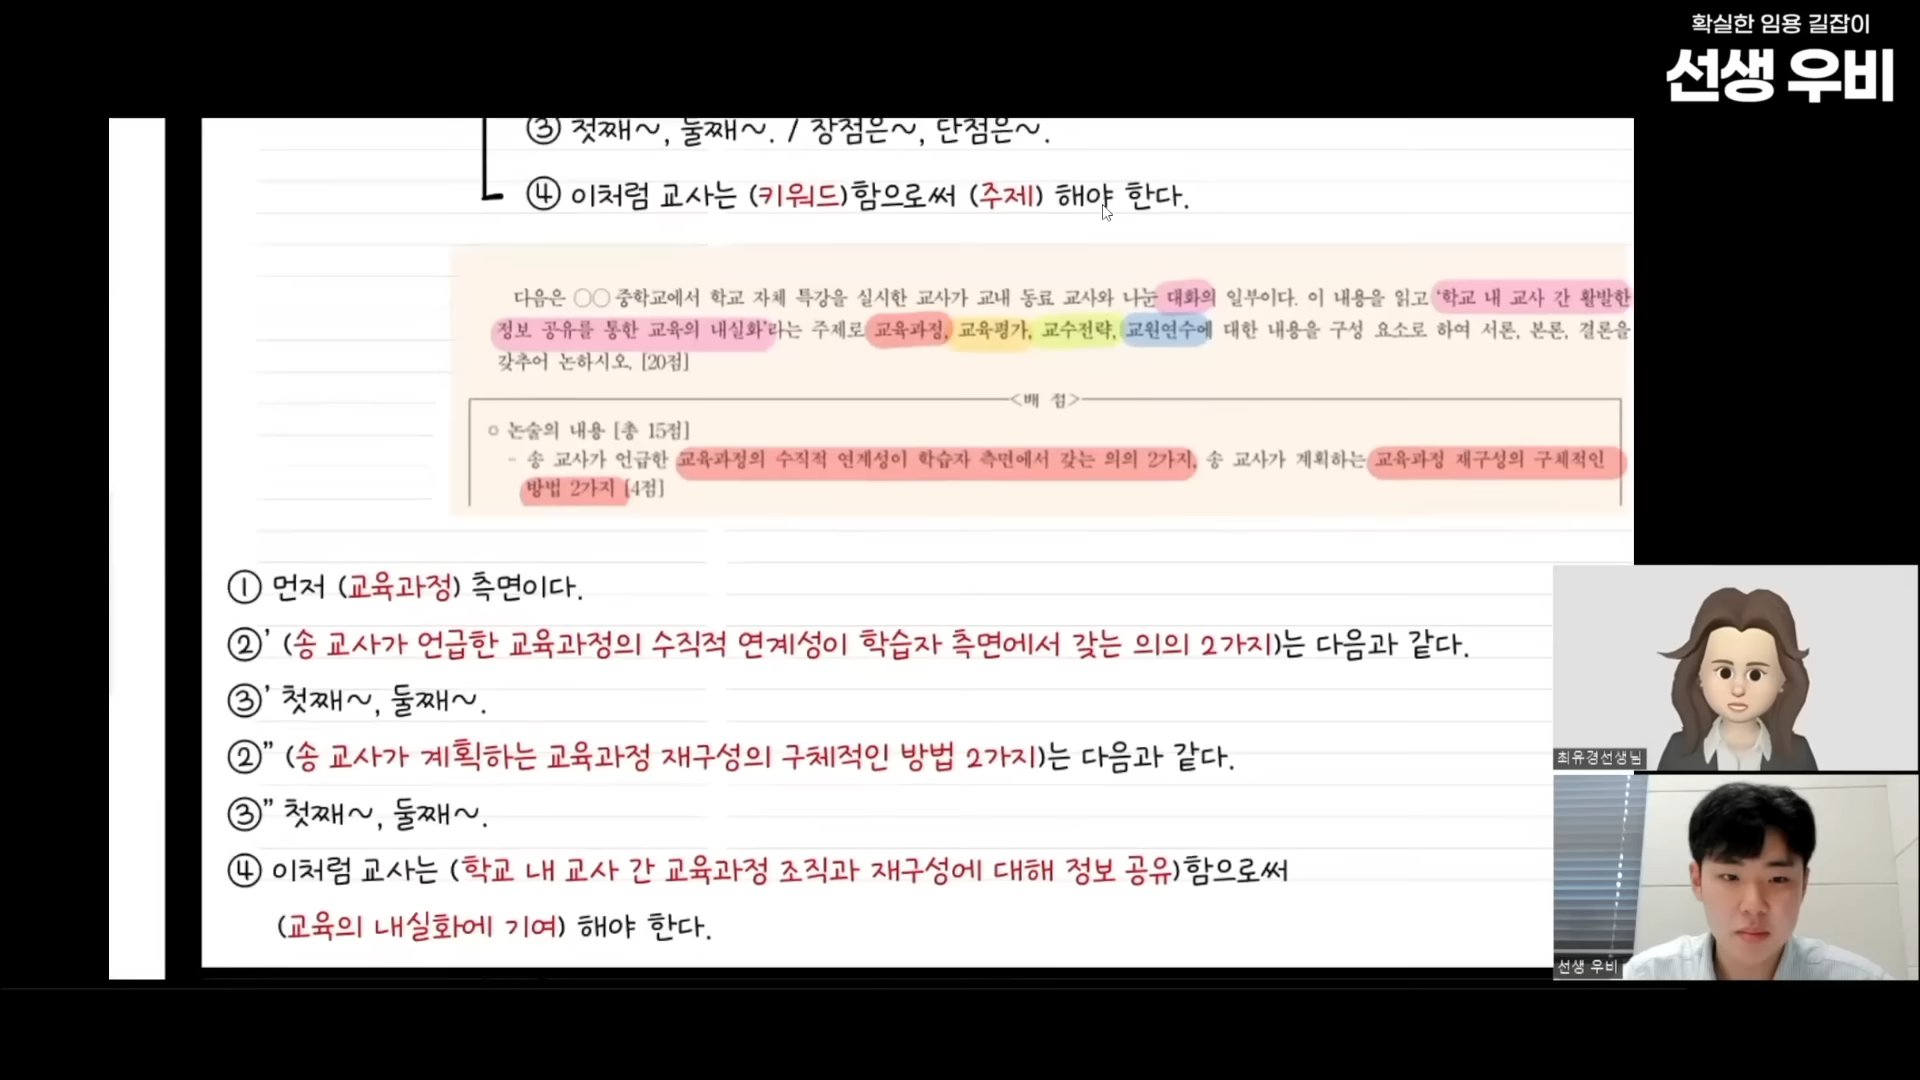 확실한 임용 길잡이
선생 우비
③ 첫째~, 둘째~. / 장점은~, 단점은~.
④ 이처럼 교사는 (키워드)함으로써 (주제) 해야 한다.
다음은 ○○중학교에서 학교 자체 특강을 실시한 교사가 교내 동료 교사와 나눈 대화의 일부이다. 이 내용을 읽고 '학교 내 교사 간 활발한
정보 공유를 통한 교육의 내실화'라는 주제로 교육과정, 교육평가, 교수전략, 교원연수에 대한 내용을 구성 요소로 하여 서론, 본론, 결론을
갖추어 논하시오. [20점]
<배 점>
○ 논술의 내용 [총 15점]
- 송 교사가 언급한 교육과정의 수직적 연계성이 학습자 측면에서 갖는 의의 2가지, 송 교사가 계획하는 교육과정 재구성의 구체적인
방법 2가지 [4점]
① 먼저 (교육과정) 측면이다.
②’ (송 교사가 언급한 교육과정의 수직적 연계성이 학습자 측면에서 갖는 의의 2가지)는 다음과 같다.
③’ 첫째~, 둘째~.
②” (송 교사가 계획하는 교육과정 재구성의 구체적인 방법 2가지)는 다음과 같다.
③” 첫째~, 둘째~.
④ 이처럼 교사는 (학교 내 교사 간 교육과정 조직과 재구성에 대해 정보 공유)함으로써
(교육의 내실화에 기여) 해야 한다.
최유경선생님
선생 우비